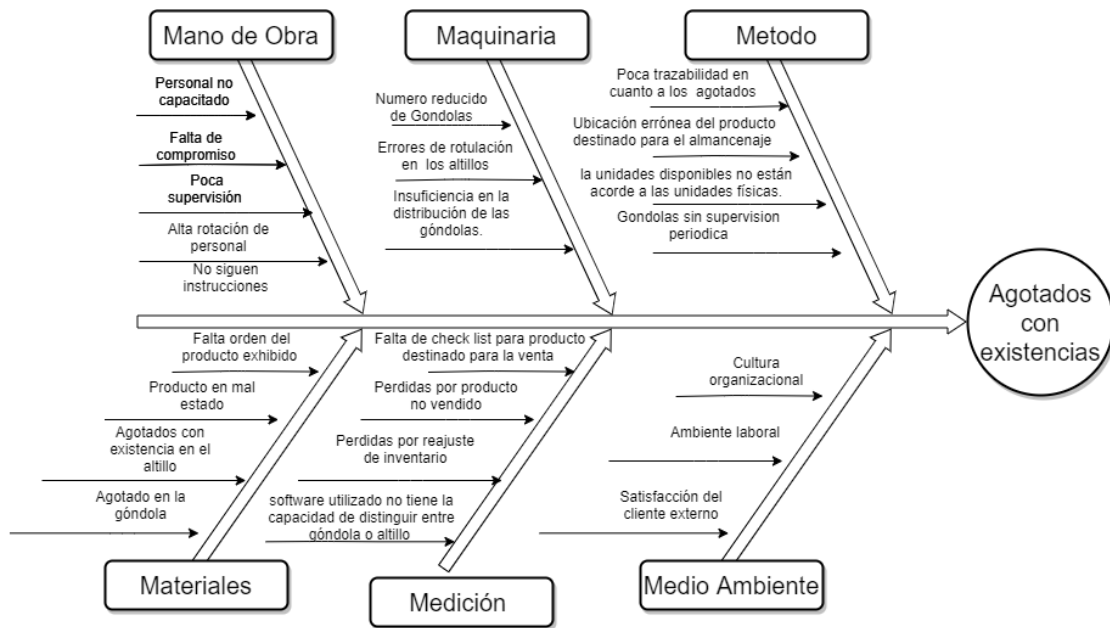 Mano de Obra
Maquinaria
Metodo
Personal no
capacitado
Falta de
compromiso
Poca
supervisión
Alta rotación de
personal
No siguen
instrucciones
Numero reducido
de Gondolas
Errores de rotulación
en los altillos
Insuficiencia en la
distribución de las
góndolas.
Poca trazabilidad en
cuanto a los agotados
Ubicación errónea del producto
destinado para el almancenaje
la unidades disponibles no están
acorde a las unidades físicas.
Gondolas sin supervision
periodica
Agotados
con
existencias
Falta orden del
producto exhibido
Producto en mal
estado
Agotados con
existencia en el
altillo
Agotado en la
góndola
Falta de check list para producto
destinado para la venta
Perdidas por producto
no vendido
Perdidas por reajuste
de inventario
software utilizado no tiene la
capacidad de distinguir entre
góndola o altillo
Cultura
organizacional
Ambiente laboral
Satisfacción del
cliente externo
Materiales
Medición
Medio Ambiente